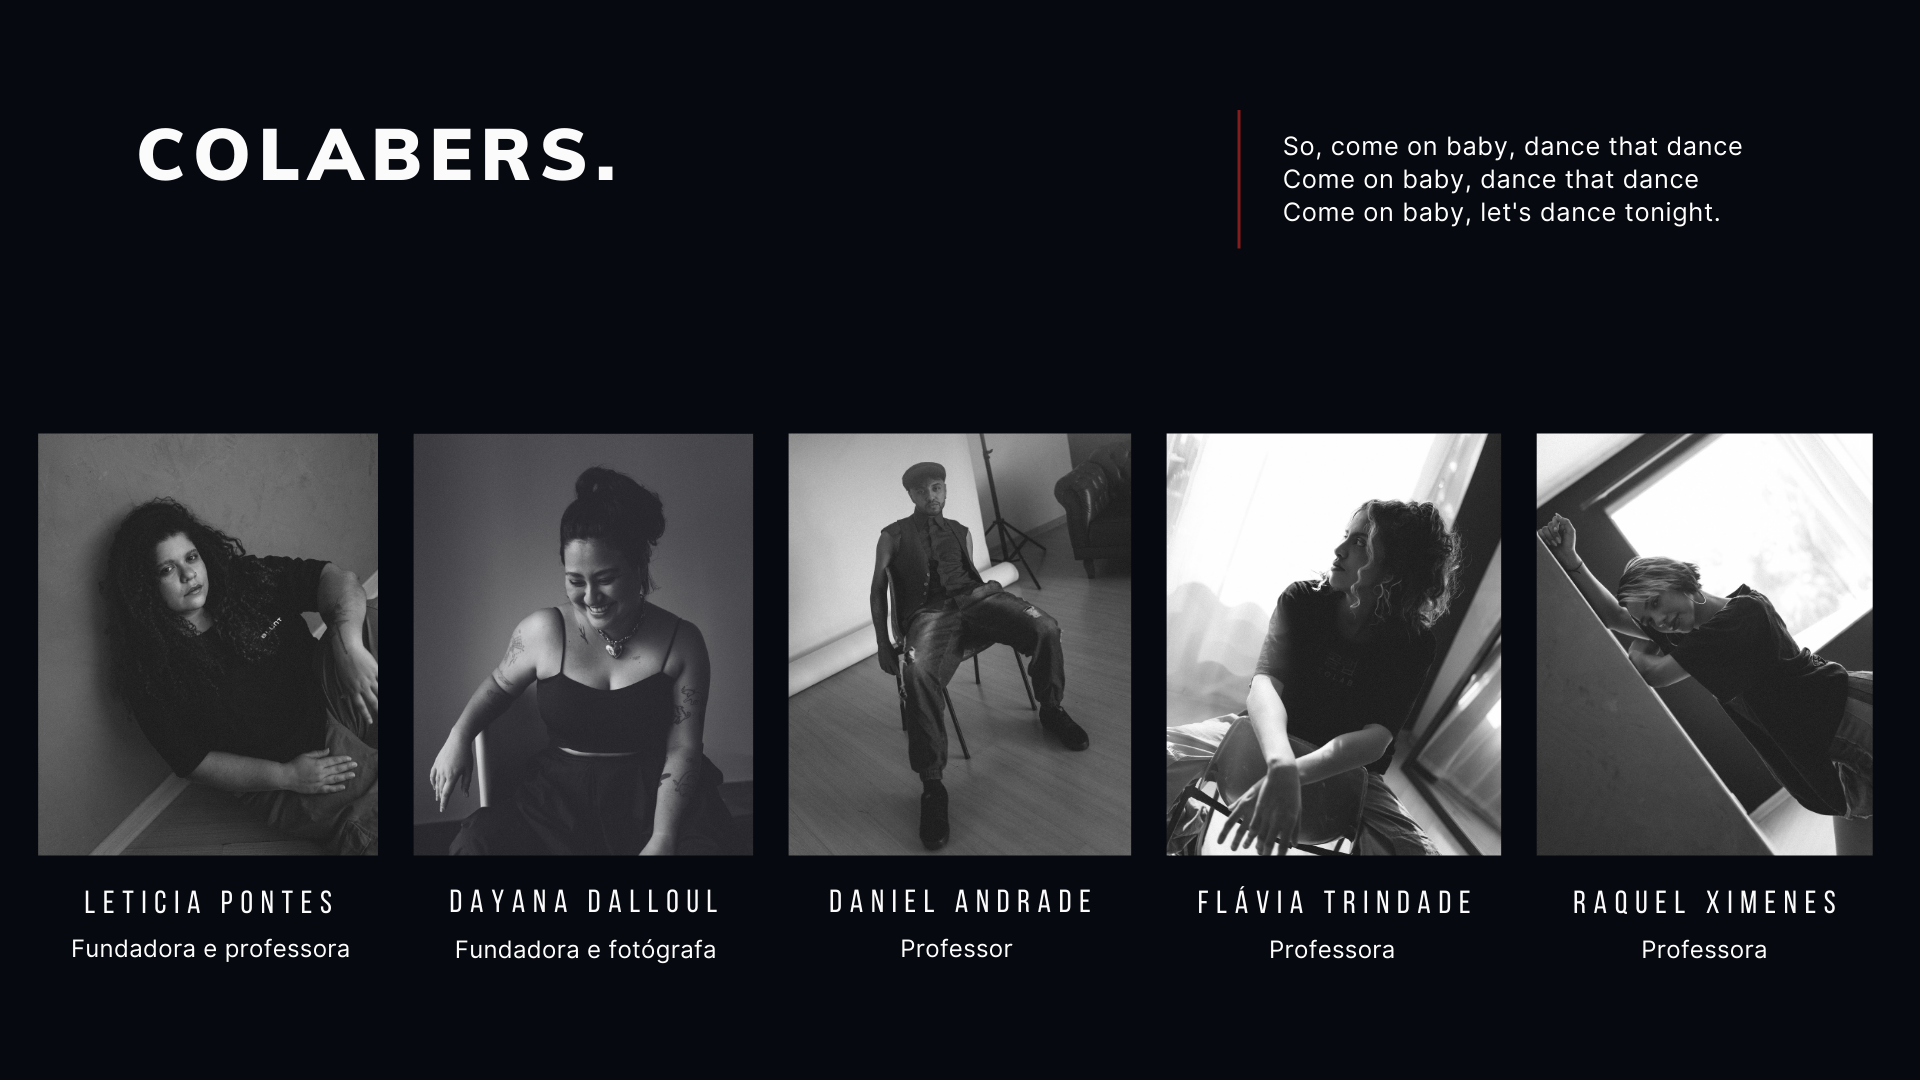 COLABERS.
So, come on baby, dance that dance
Come on baby, dance that dance
Come on baby, let's dance tonight.
LETICIA PONTES
Fundadora e professora
DAYANA DALLOUL
Fundadora e fotógrafa
DANIEL ANDRADE
Professor
FLÁVIA TRINDADE
Professora
RAQUEL XIMENES
Professora